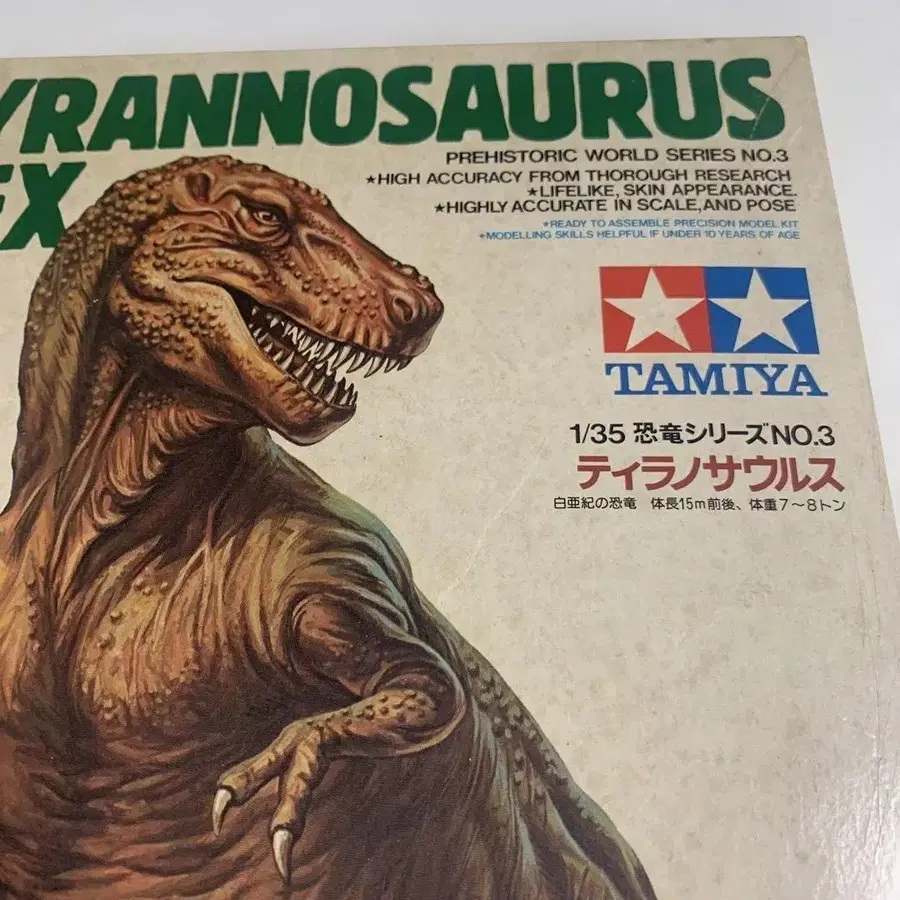 YRANNOSAURUS
EX
PREHISTORIC WORLD SERIES NO.3
★HIGH ACCURACY FROM THOROUGH RESEARCH
★LIFELIKE, SKIN APPEARANCE.
★HIGHLY ACCURATE IN SCALE, AND POSE
★READY TO ASSEMBLE PRECISION MODEL KIT
★MODELLING SKILLS HELPFUL IF UNDER 10 YEARS OF AGE
TAMIYA
1/35 恐竜シリーズNO.3
ティラノサウルス
白亜紀の恐竜 体長15m前後、体重7〜8トン